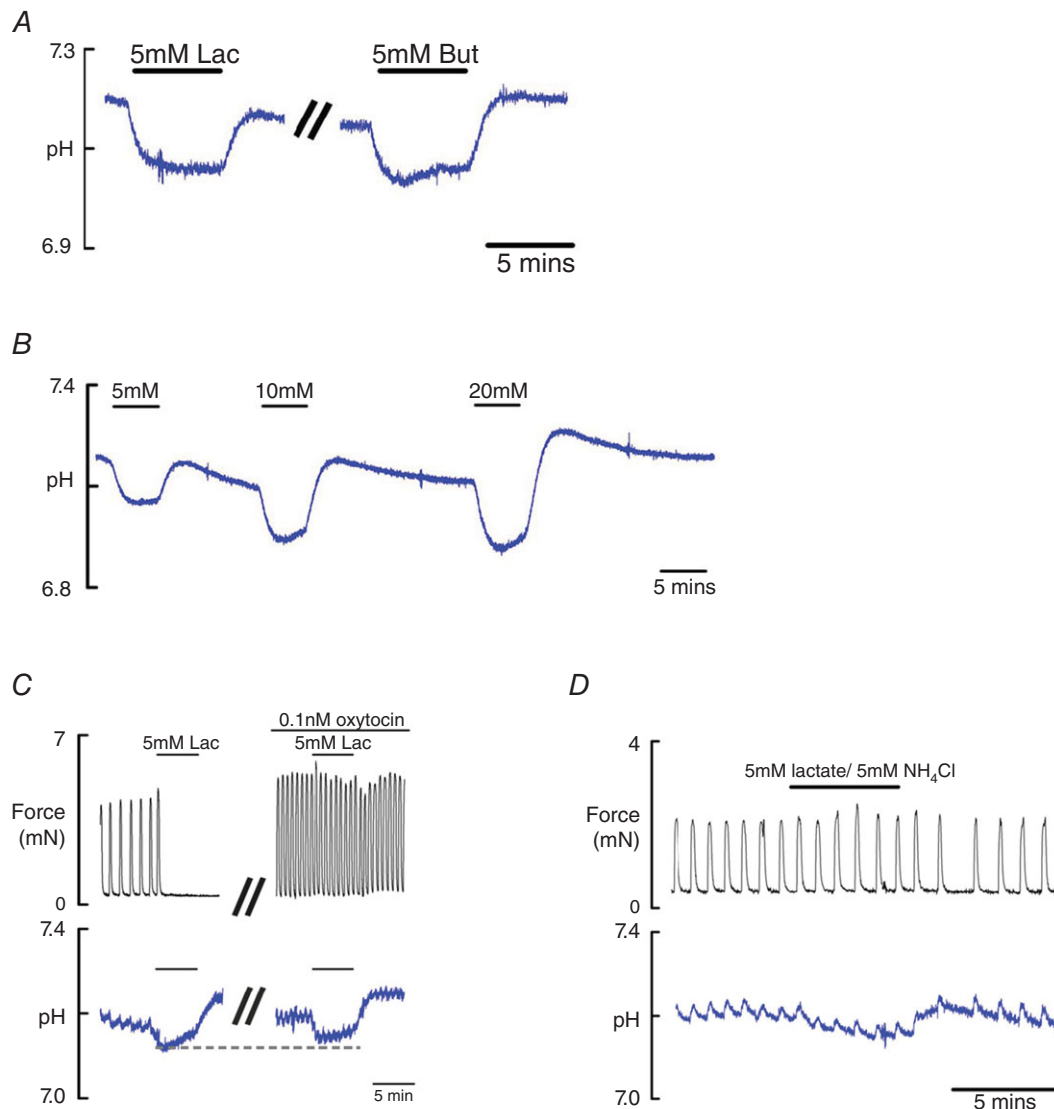 A
7.3
5mM Lac
5mM But
pH
6.9
5 mins
B
7.4
5mM
10mM
20mM
pH
6.8
5 mins
C
7
0.1nM oxytocin
5mM Lac
5mM Lac
Force
(mN)
0
7.4
pH
7.0
5 min
D
4
5mM lactate/ 5mM NH₄Cl
Force
(mN)
0
7.4
pH
7.0
5 mins